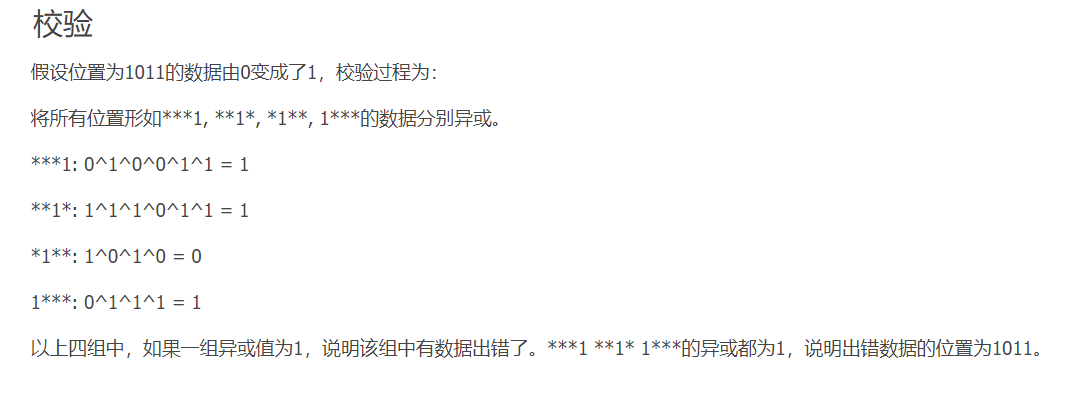 校验
假设位置为1011的数据由0变成了1，校验过程为：
将所有位置形如***1, **1*, *1**, 1***的数据分别异或。
***1: 0^1^0^0^1^1 = 1
**1*: 1^1^1^0^1^1 = 1
*1**: 1^0^1^0 = 0
1***: 0^1^1^1 = 1
以上四组中，如果一组异或值为1，说明该组中有数据出错了。***1 **1* 1***的异或都为1，说明出错数据的位置为1011。